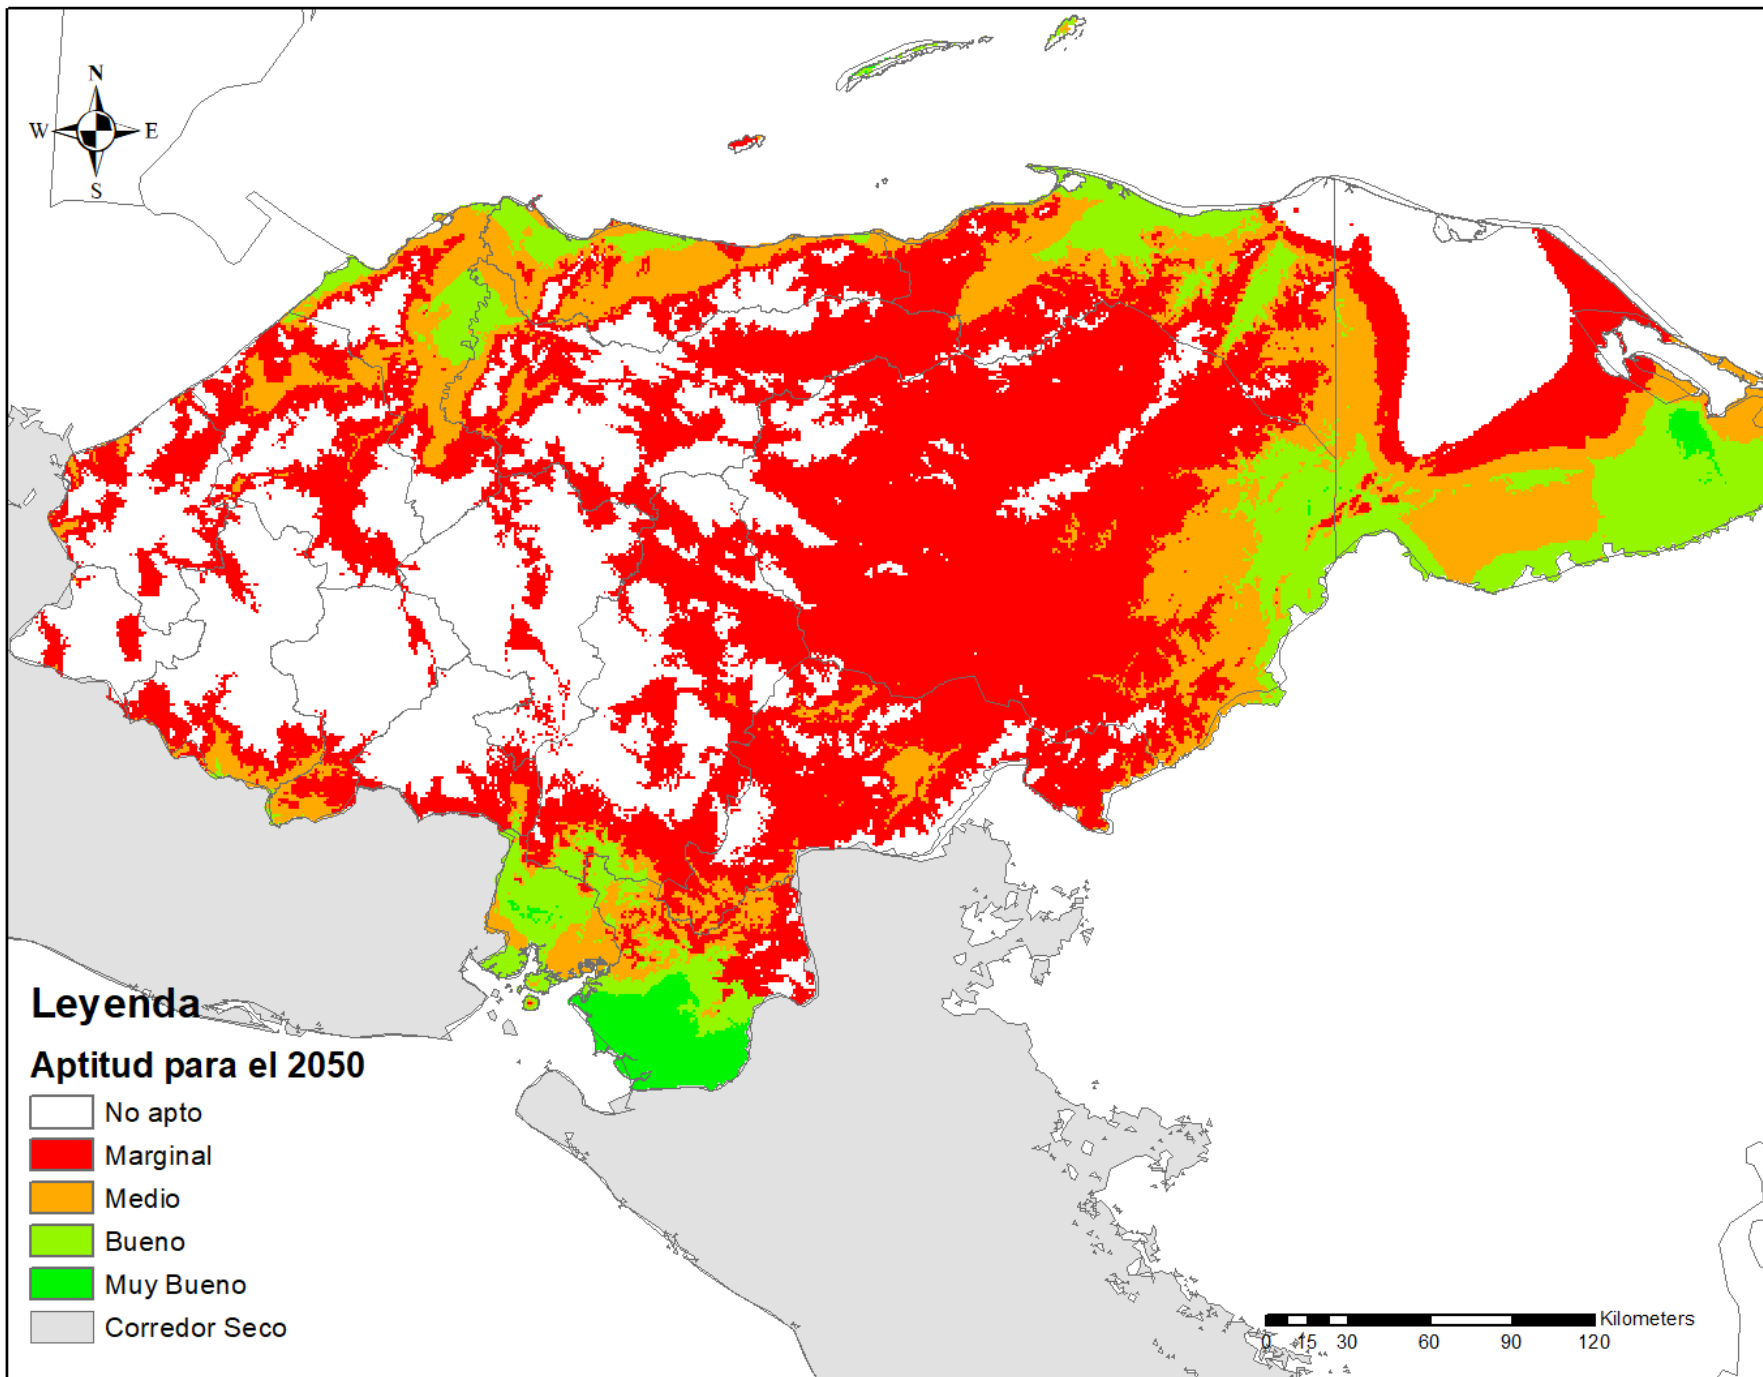 N
W E
S
Leyenda
Aptitud para el 2050
No apto
Marginal
Medio
Bueno
Muy Bueno
Corredor Seco
Kilometers
0 15 30 60 90 120